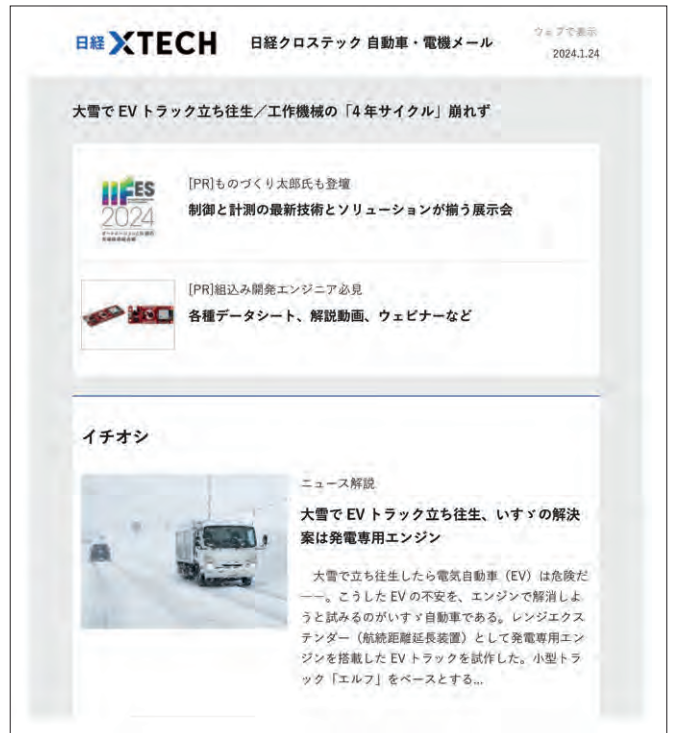 日経 XTECH
日経クロステック 自動車・電機メール
ウェブで表示
2024.1.24
大雪で EV トラック立ち往生／工作機械の「4年サイクル」崩れず
IIFES
2024
[PR]ものづくり太郎氏も登壇
制御と計測の最新技術とソリューションが揃う展示会
[PR]組込み開発エンジニア必見
各種データシート、解説動画、ウェビナーなど
イチオシ
ニュース解説
大雪で EV トラック立ち往生、いすゞの解決
案は発電専用エンジン
大雪で立ち往生したら電気自動車（EV）は危険だ
――。こうした EV の不安を、エンジンで解消しよ
うと試みるのがいすゞ自動車である。レンジエクス
テンダー（航続距離延長装置）として発電専用エン
ジンを搭載した EV トラックを試作した。小型トラ
ック「エルフ」をベースとする...